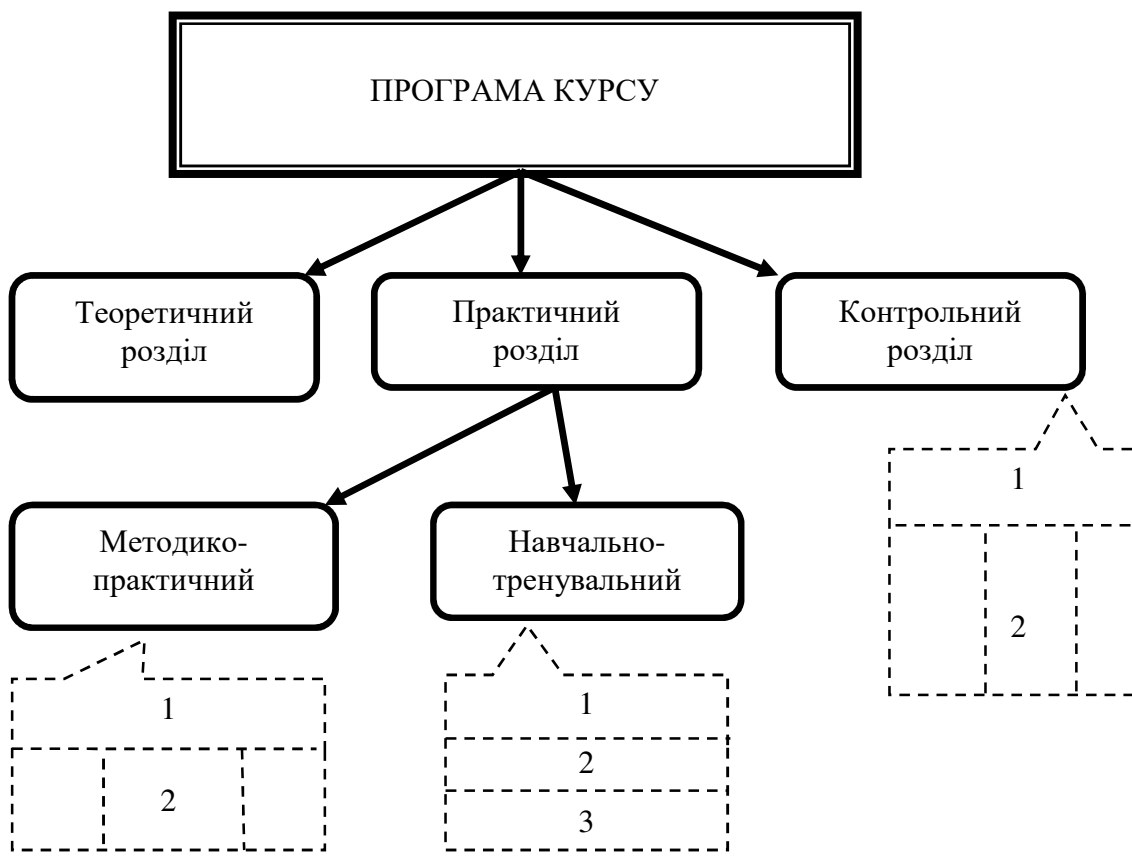 ПРОГРАМА КУРСУ
Теоретичний
розділ
Практичний
розділ
Контрольний
розділ
Методико-
практичний
Навчально-
тренувальний
1
2
1
2
3
1
2